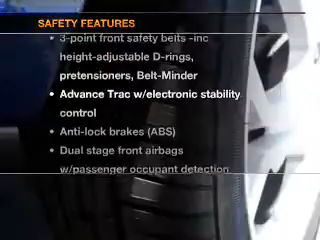 SAFETY FEATURES
• 3-point front safety belts -inc
height-adjustable D-rings,
pretensioners, Belt-Minder
• Advance Trac w/electronic stability
control
• Anti-lock brakes (ABS)
• Dual stage front airbags
w/passenger occupant detection